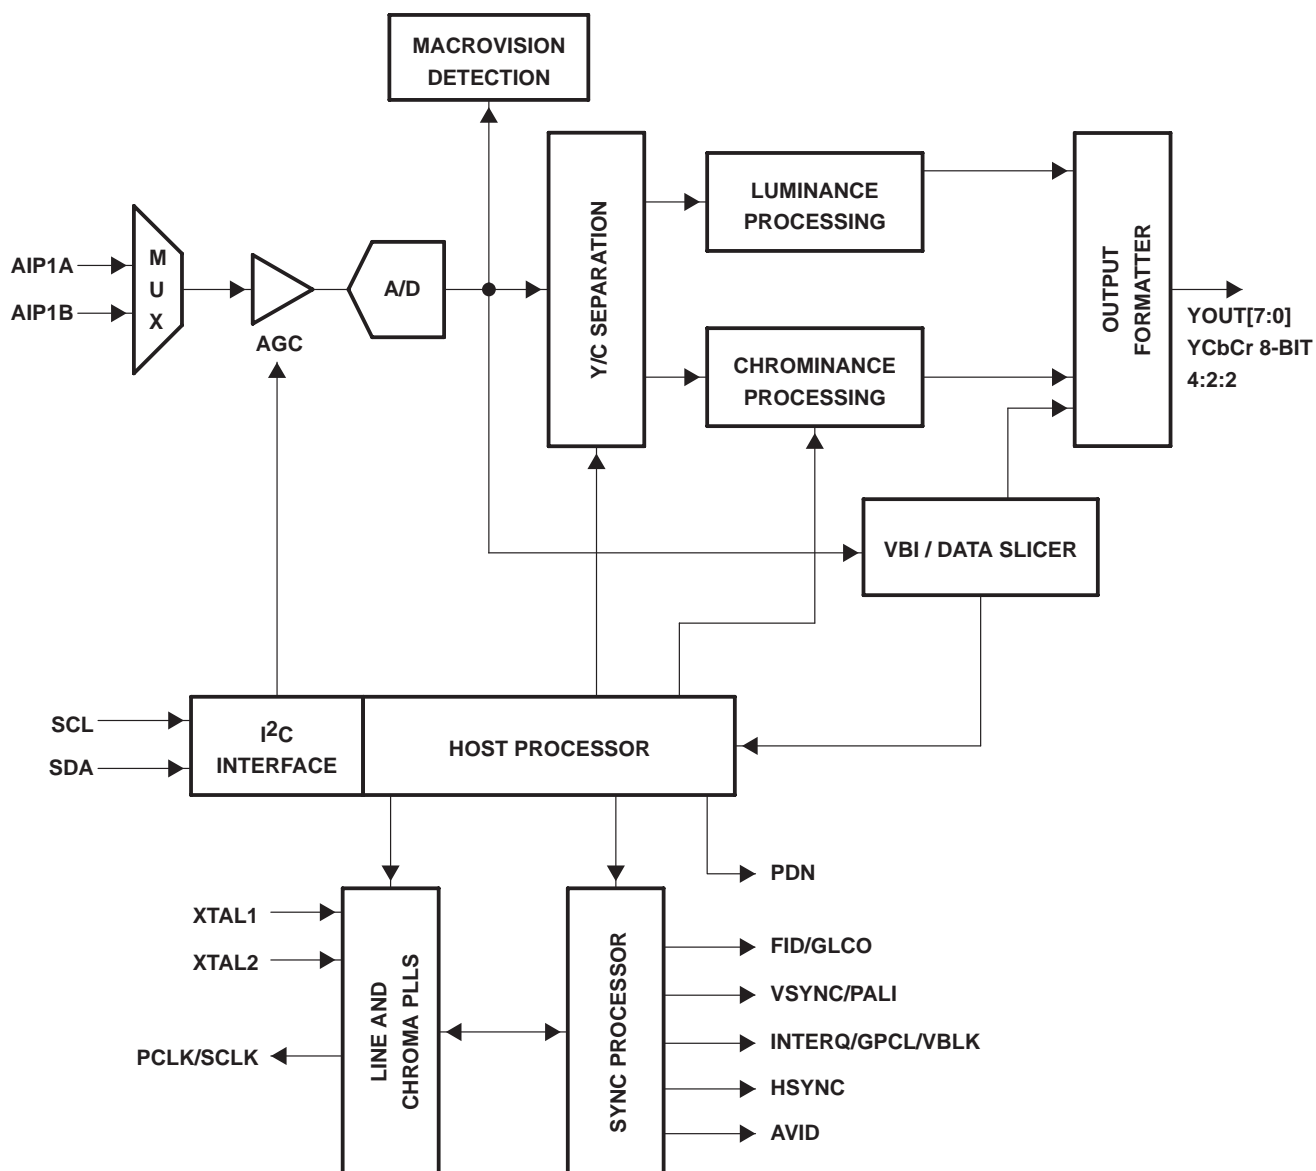 MACROVISION
DETECTION
LUMINANCE
PROCESSING
Y/C SEPARATION
OUTPUT
FORMATTER
AIP1A
AIP1B
M
U
X
AGC
A/D
CHROMINANCE
PROCESSING
YOUT[7:0]
YCbCr 8-BIT
4:2:2
VBI / DATA SLICER
SCL
SDA
I2C
INTERFACE
HOST PROCESSOR
PDN
XTAL1
XTAL2
PCLK/SCLK
LINE AND
CHROMA PLLS
SYNC PROCESSOR
FID/GLCO
VSYNC/PALI
INTERQ/GPCL/VBLK
HSYNC
AVID